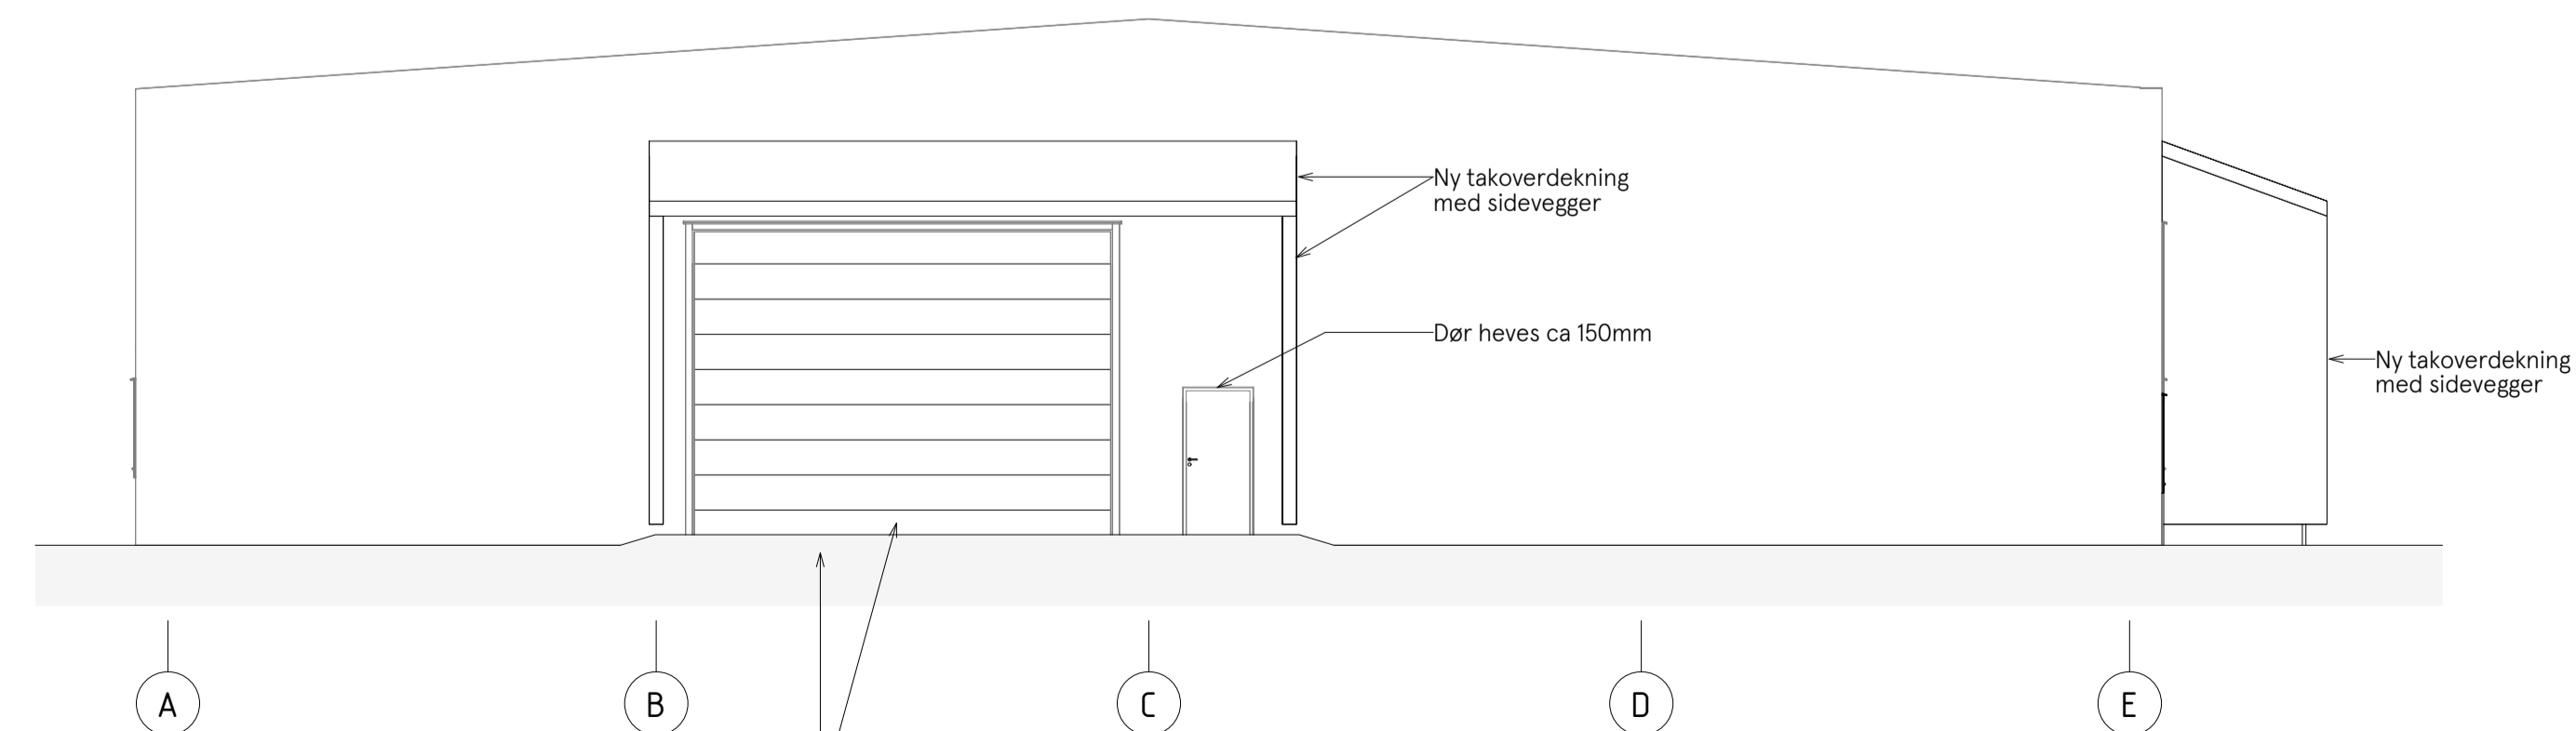 Ny takoverdekning
med sidevegger
Dør heves ca 150mm
Ny takoverdekning
med sidevegger
A
B
C
D
E